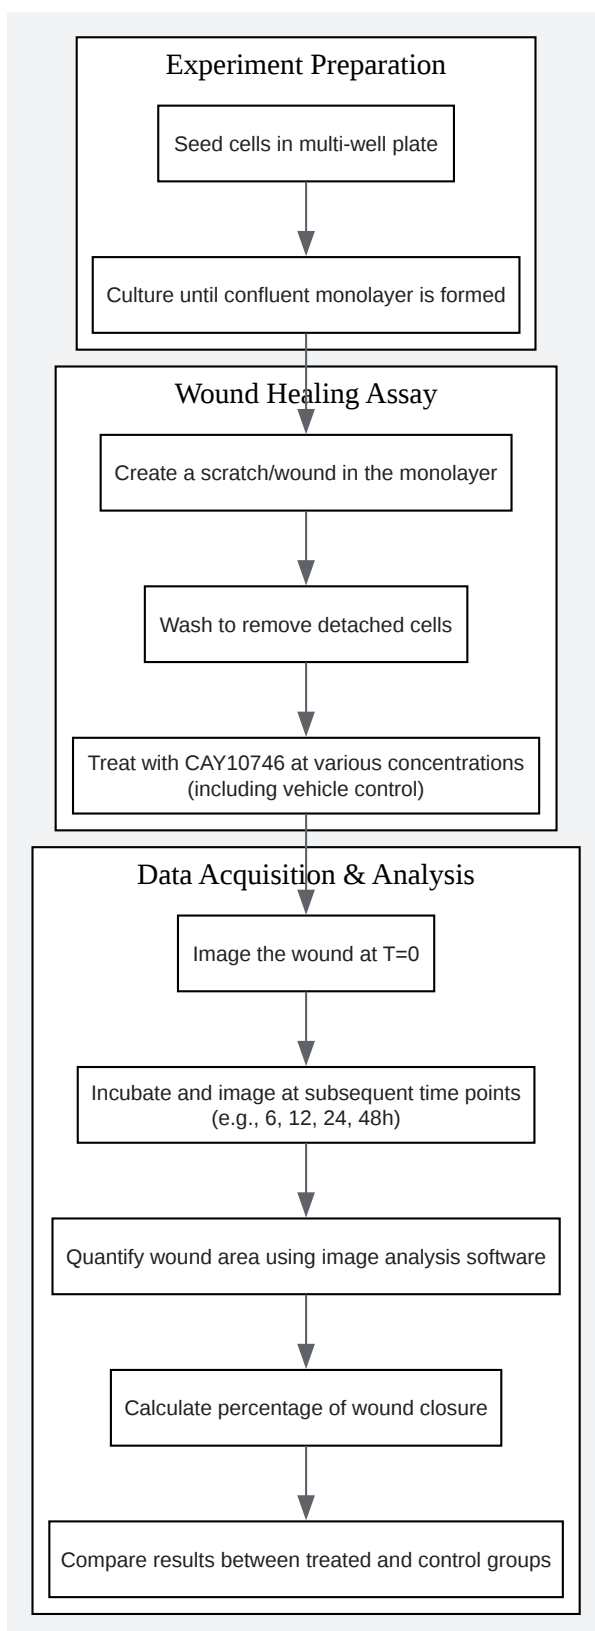 Experiment Preparation
Seed cells in multi-well plate
Culture until confluent monolayer is formed
Wound Healing Assay
Create a scratch/wound in the monolayer
Wash to remove detached cells
Treat with CAY10746 at various concentrations
(including vehicle control)
Data Acquisition & Analysis
Image the wound at T=0
Incubate and image at subsequent time points
(e.g., 6, 12, 24, 48h)
Quantify wound area using image analysis software
Calculate percentage of wound closure
Compare results between treated and control groups